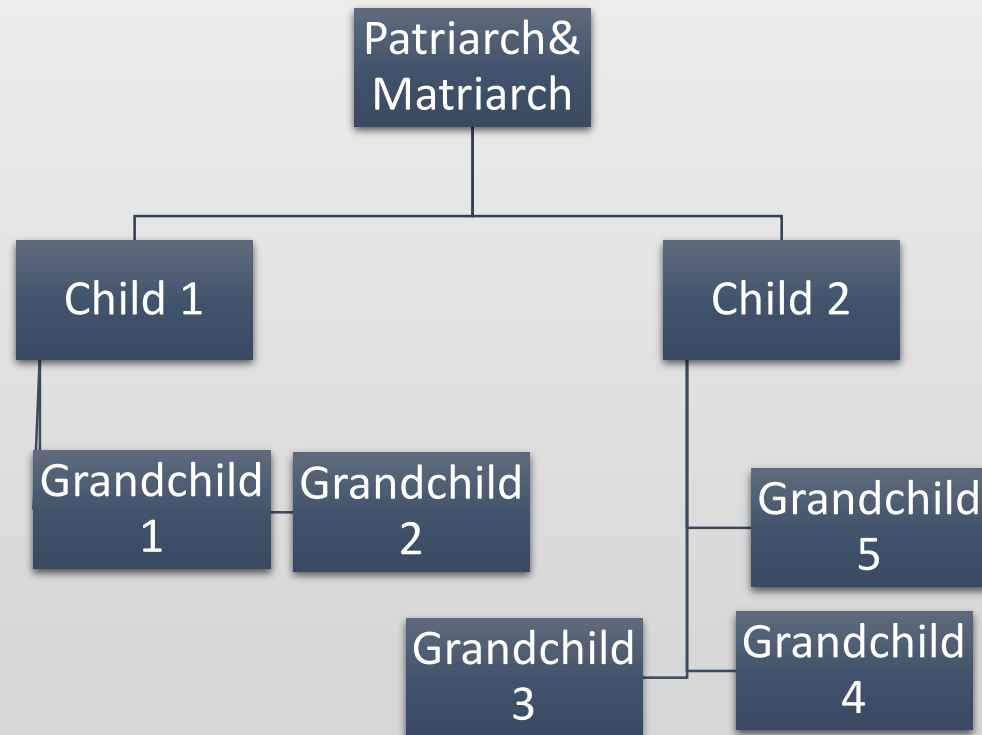 Patriarch&
Matriarch
Child 1
Child 2
Grandchild
1
Grandchild
2
Grandchild
5
Grandchild
3
Grandchild
4